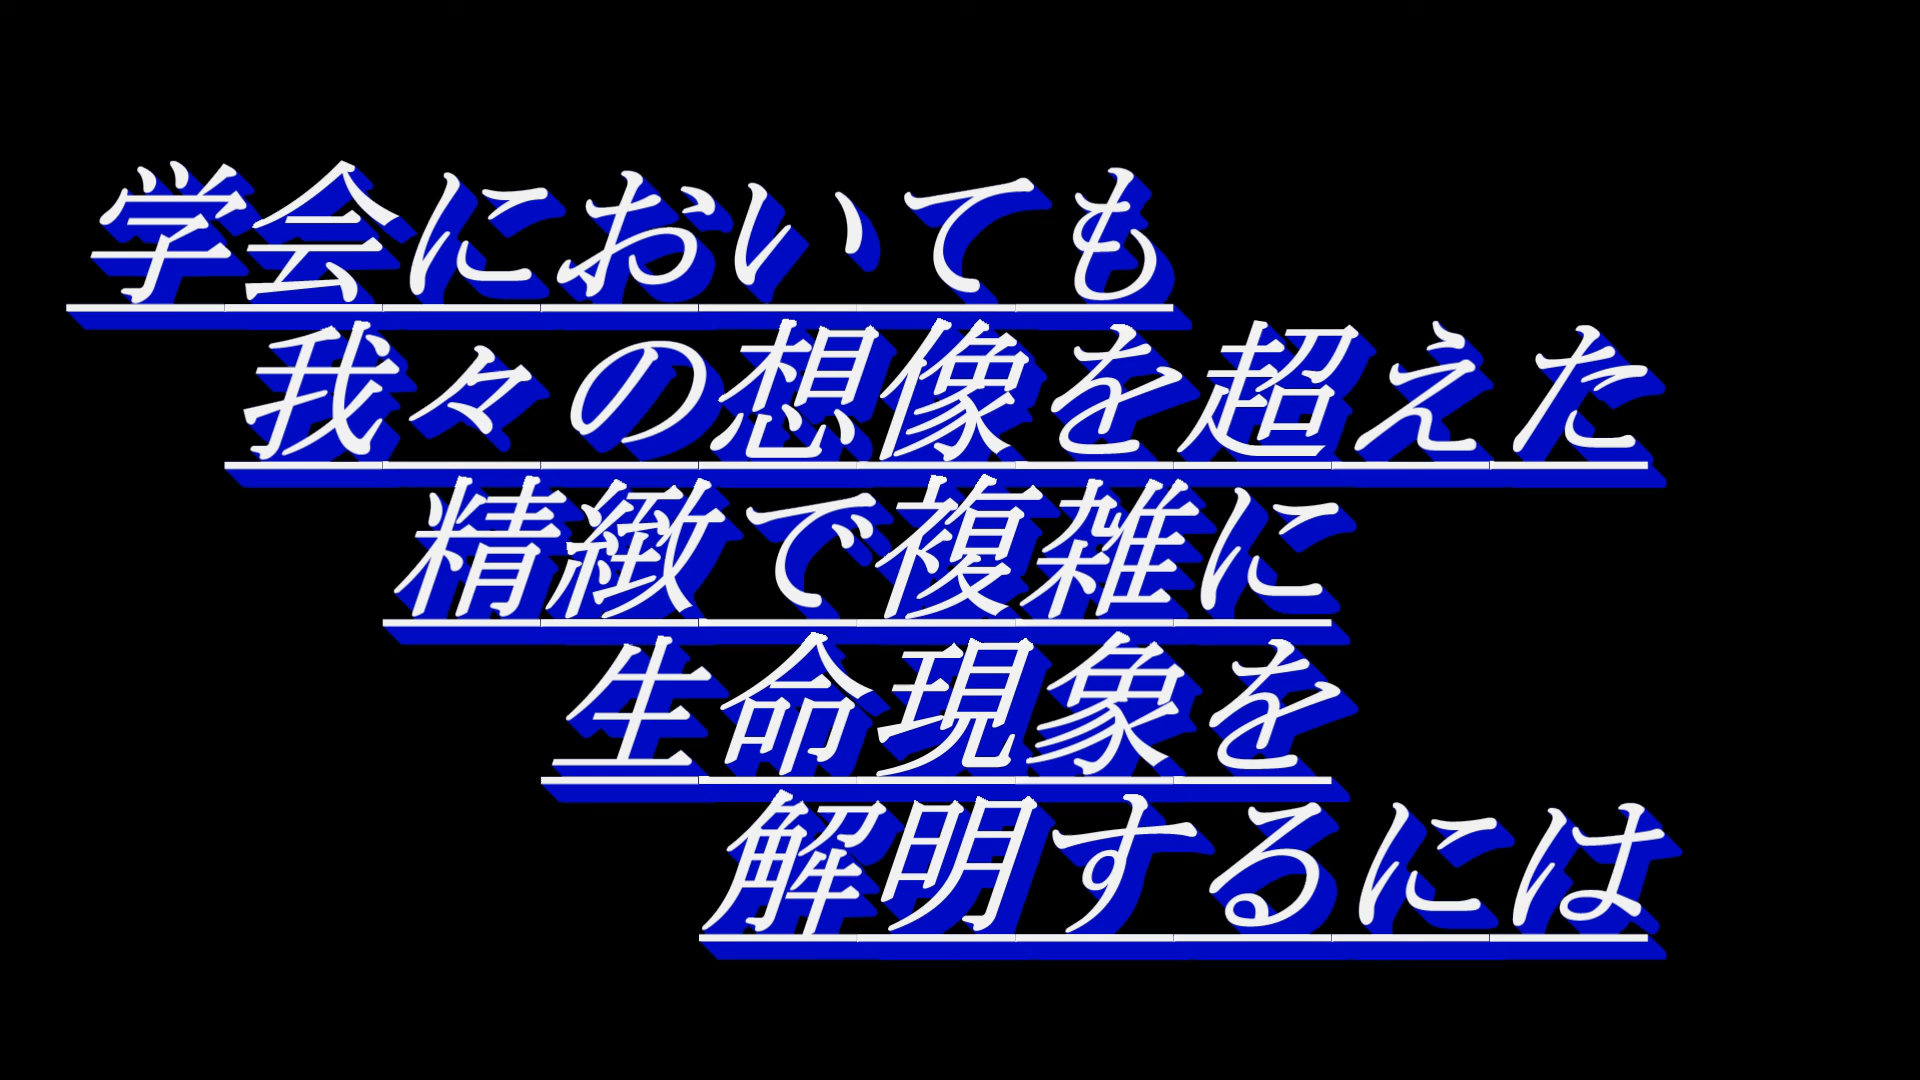 学会においても
我々の想像を超えた
精緻で複雑に
生命現象を
解明するには